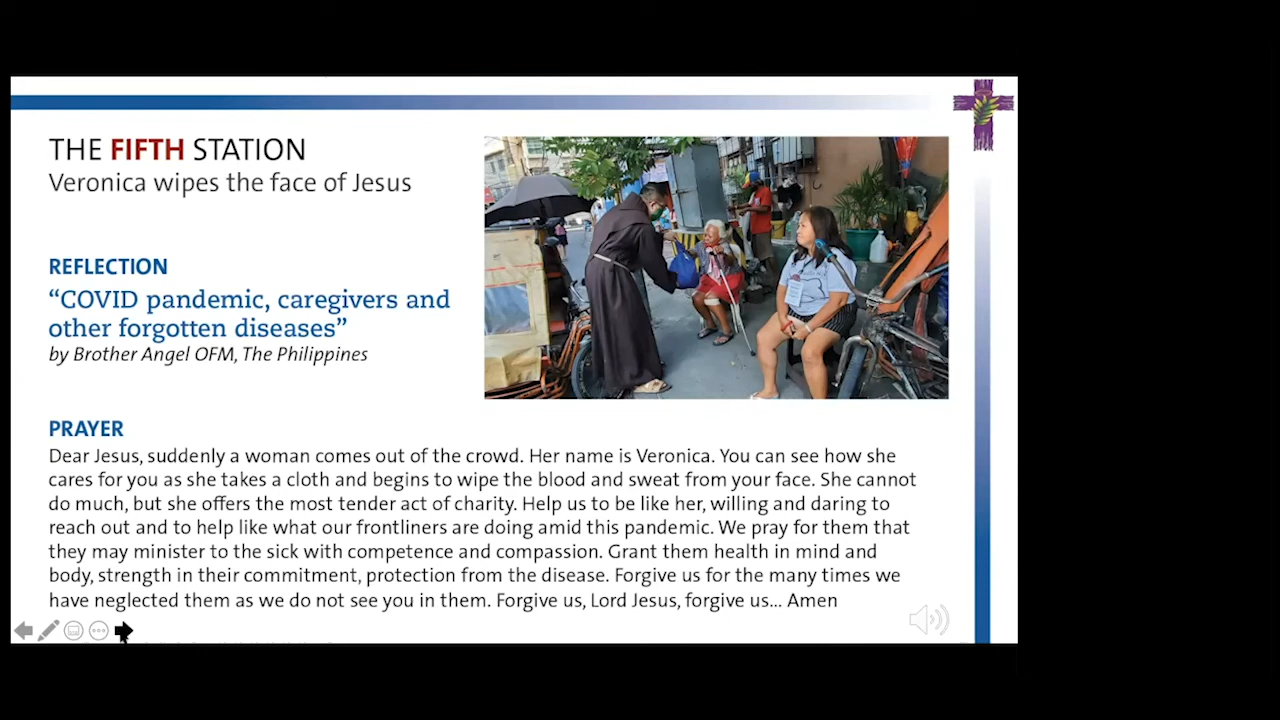 THE FIFTH STATION
Veronica wipes the face of Jesus
REFLECTION
“COVID pandemic, caregivers and
other forgotten diseases”
by Brother Angel OFM, The Philippines
PRAYER
Dear Jesus, suddenly a woman comes out of the crowd. Her name is Veronica. You can see how she
cares for you as she takes a cloth and begins to wipe the blood and sweat from your face. She cannot
do much, but she offers the most tender act of charity. Help us to be like her, willing and daring to
reach out and to help like what our frontliners are doing amid this pandemic. We pray for them that
they may minister to the sick with competence and compassion. Grant them health in mind and
body, strength in their commitment, protection from the disease. Forgive us for the many times we
have neglected them as we do not see you in them. Forgive us, Lord Jesus, forgive us... Amen